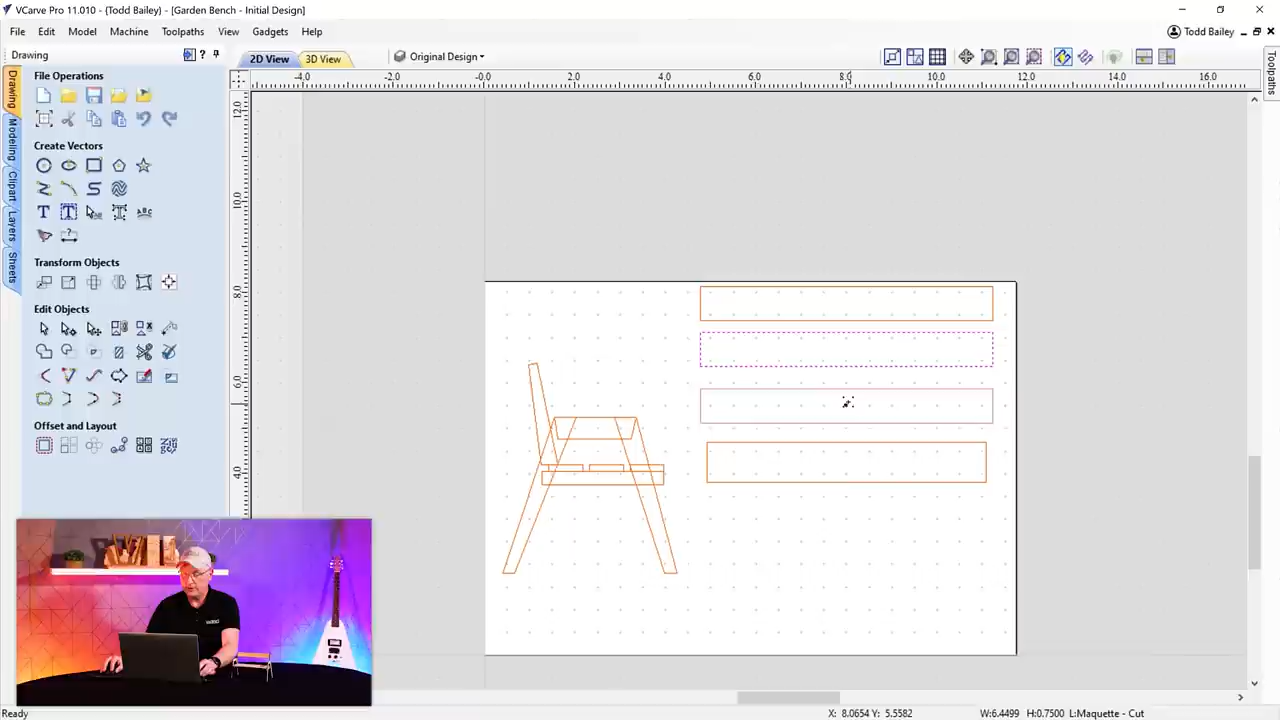 VCarve Pro 11.010 - {Todd Bailey} - [Garden Bench - Initial Design]
File Edit Model Machine Toolpaths View Gadgets Help
Todd Bailey
Drawing
2D View 3D View Original Design
File Operations
Create Vectors
Transform Objects
Edit Objects
Offset and Layout
Drawing
Modeling
Clipart
Layers
Sheets
Toolpaths
-4.0 -2.0 -0.0 2.0 4.0 6.0 8.0 10.0 12.0 14.0 16.0
12.0
10.0
8.0
6.0
4.0
Ready
X: 8.0654 Y: 5.5582 W:6.4499 H:0.7500 L:Maquette - Cut